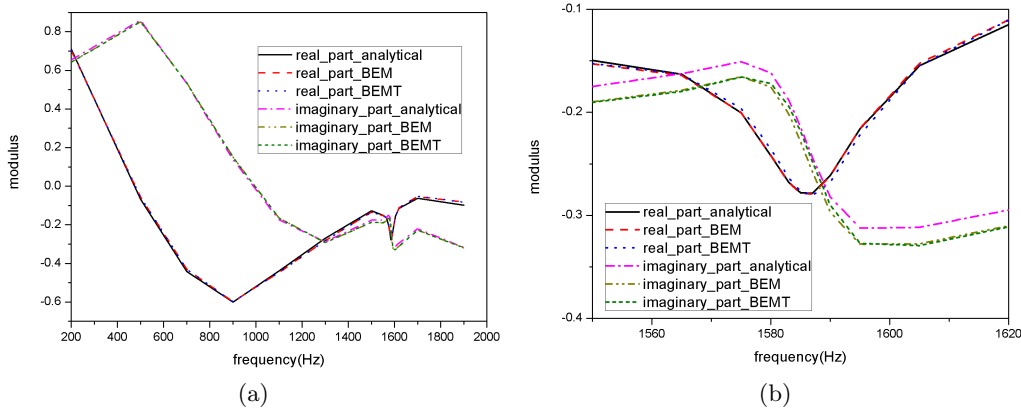 0.8
0.6
0.4
0.2
0.0
-0.2
-0.4
-0.6
modulus
200 400 600 800 1000 1200 1400 1600 1800 2000
frequency(Hz)
real_part_analytical
real_part_BEM
real_part_BEMT
imaginary_part_analytical
imaginary_part_BEM
imaginary_part_BEMT
(a)
-0.1
-0.2
-0.3
-0.4
modulus
1560 1580 1600 1620
frequency(Hz)
real_part_analytical
real_part_BEM
real_part_BEMT
imaginary_part_analytical
imaginary_part_BEM
imaginary_part_BEMT
(b)